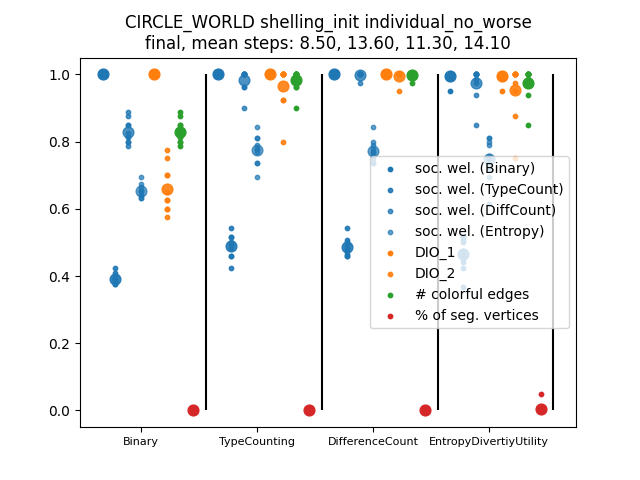 CIRCLE_WORLD shelling_init individual_no_worse
final, mean steps: 8.50, 13.60, 11.30, 14.10
1.0
0.8
0.6
0.4
0.2
0.0
soc. wel. (Binary)
soc. wel. (TypeCount)
soc. wel. (DiffCount)
soc. wel. (Entropy)
DIO_1
DIO_2
# colorful edges
% of seg. vertices
Binary
TypeCounting
DifferenceCount
EntropyDivertiyUtility